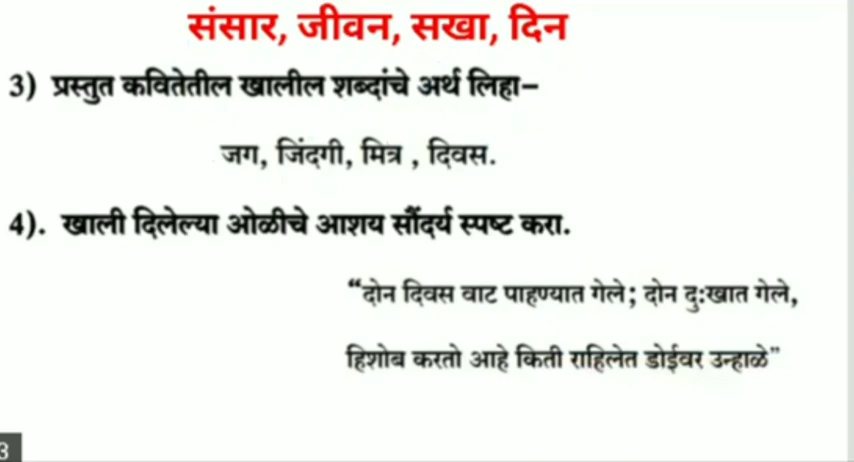 संसार, जीवन, सखा, दिन
3) प्रस्तुत कवितेतील खालील शब्दांचे अर्थ लिहा–
जग, जिंदगी, मित्र , दिवस.
4). खाली दिलेल्या ओळीचे आशय सौंदर्य स्पष्ट करा.
“दोन दिवस वाट पाहण्यात गेले; दोन दुःखात गेले,
हिशोब करतो आहे किती राहिलेत डोईवर उन्हाळे”
3